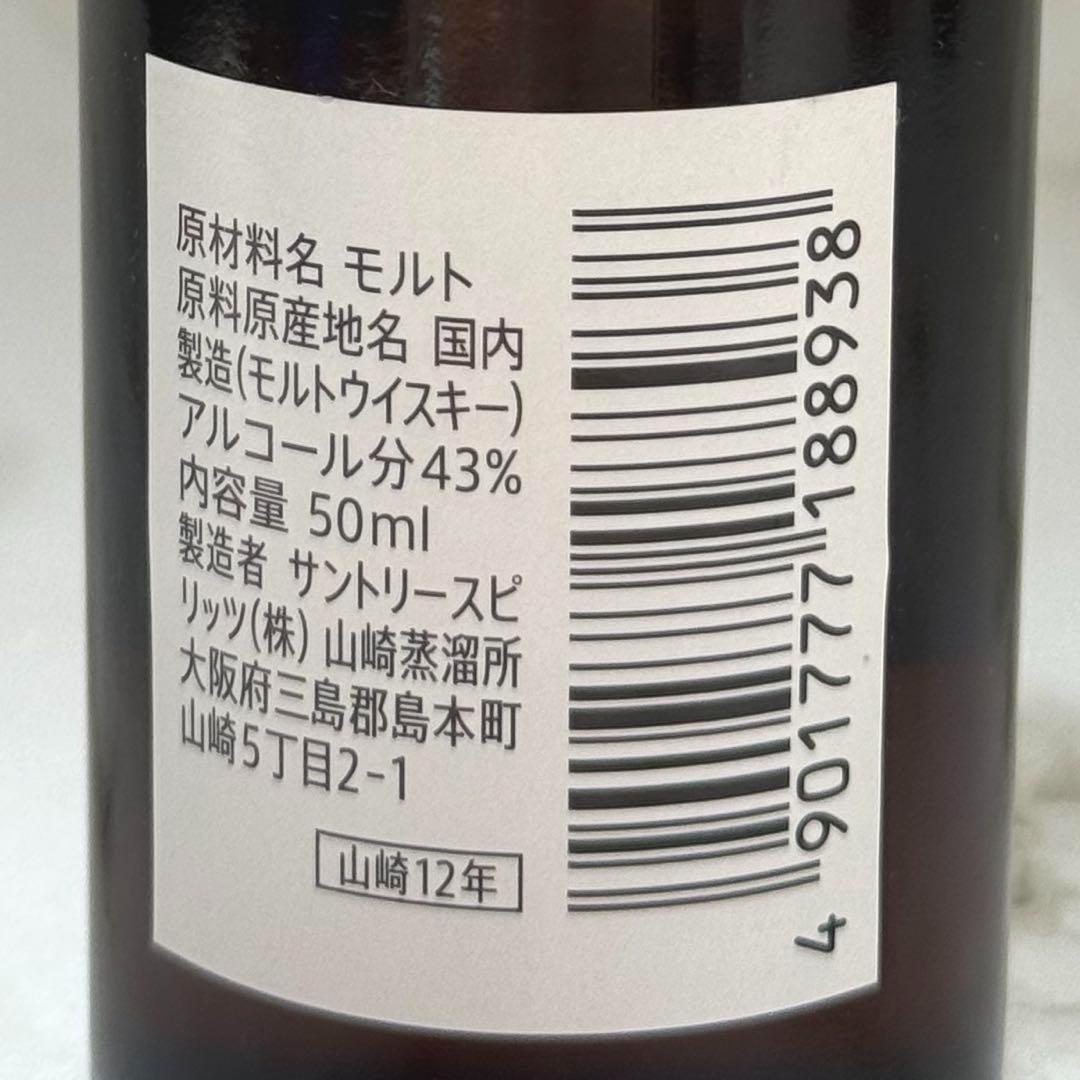 原材料名 モルト
原料原産地名 国内
製造(モルトウイスキー)
アルコール分43%
内容量 50ml
製造者 サントリースピ
リッツ(株) 山崎蒸溜所
大阪府三島郡島本町
山崎5丁目2-1
山崎12年
4 901777 188938